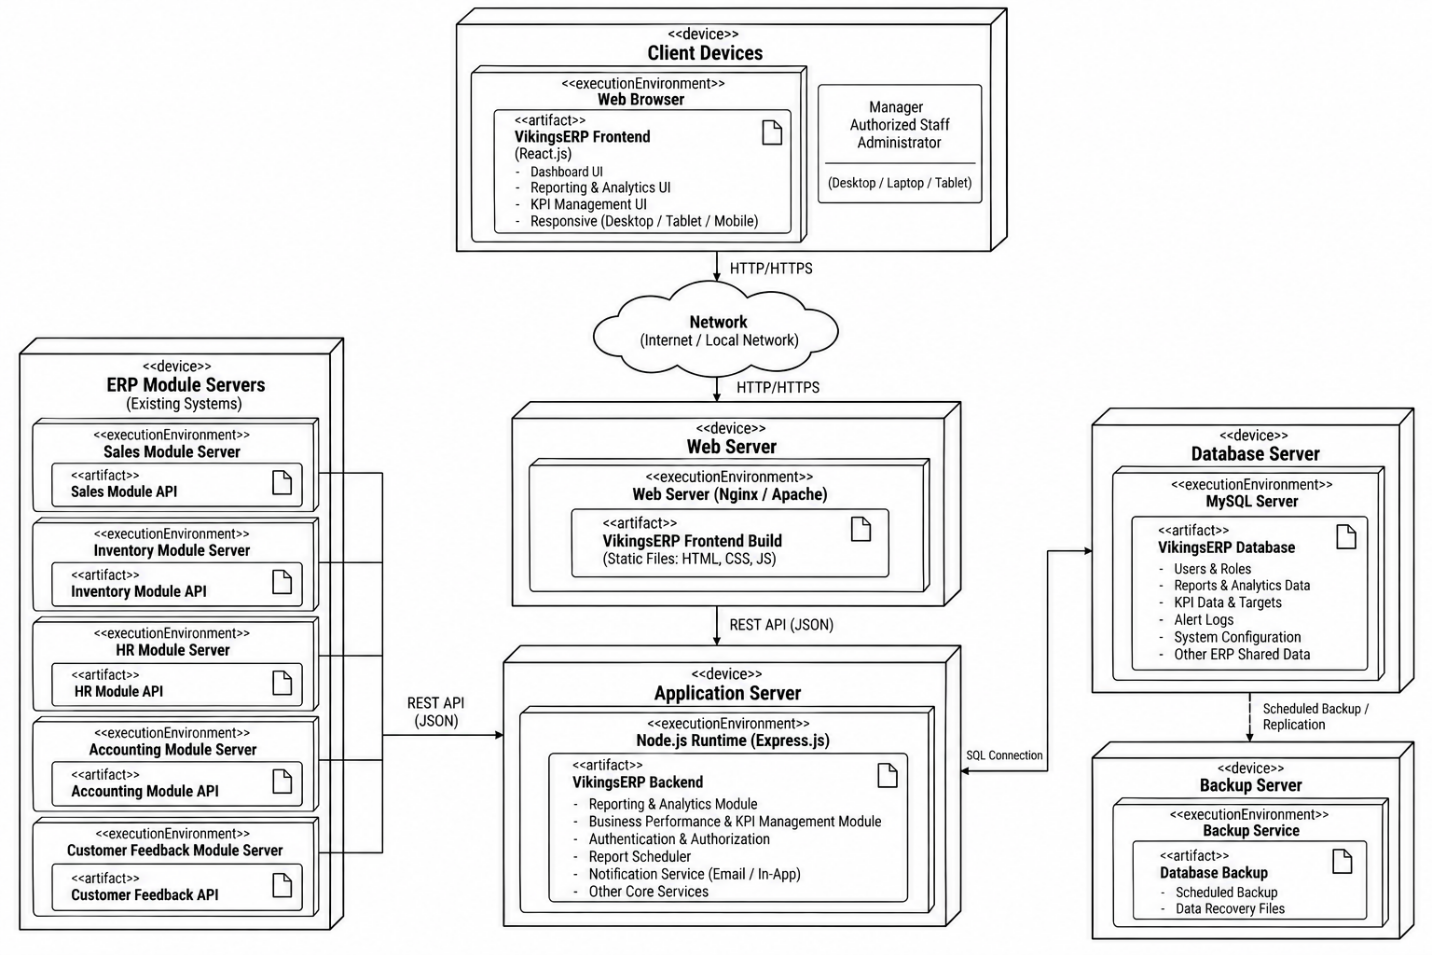 <<device>>
Client Devices
<<executionEnvironment>>
Web Browser
<<artifact>>
VikingsERP Frontend
(React.js)
- Dashboard UI
- Reporting & Analytics UI
- KPI Management UI
- Responsive (Desktop / Tablet / Mobile)
Manager
Authorized Staff
Administrator
(Desktop / Laptop / Tablet)
HTTP/HTTPS
Network
(Internet / Local Network)
HTTP/HTTPS
<<device>>
ERP Module Servers
(Existing Systems)
<<executionEnvironment>>
Sales Module Server
<<artifact>>
Sales Module API
<<executionEnvironment>>
Inventory Module Server
<<artifact>>
Inventory Module API
<<executionEnvironment>>
HR Module Server
<<artifact>>
HR Module API
<<executionEnvironment>>
Accounting Module Server
<<artifact>>
Accounting Module API
<<executionEnvironment>>
Customer Feedback Module Server
<<artifact>>
Customer Feedback API
REST API
(JSON)
<<device>>
Web Server
<<executionEnvironment>>
Web Server (Nginx / Apache)
<<artifact>>
VikingsERP Frontend Build
(Static Files: HTML, CSS, JS)
REST API (JSON)
<<device>>
Application Server
<<executionEnvironment>>
Node.js Runtime (Express.js)
<<artifact>>
VikingsERP Backend
- Reporting & Analytics Module
- Business Performance & KPI Management Module
- Authentication & Authorization
- Report Scheduler
- Notification Service (Email / In-App)
- Other Core Services
SQL Connection
<<device>>
Database Server
<<executionEnvironment>>
MySQL Server
<<artifact>>
VikingsERP Database
- Users & Roles
- Reports & Analytics Data
- KPI Data & Targets
- Alert Logs
- System Configuration
- Other ERP Shared Data
Scheduled Backup /
Replication
<<device>>
Backup Server
<<executionEnvironment>>
Backup Service
<<artifact>>
Database Backup
- Scheduled Backup
- Data Recovery Files